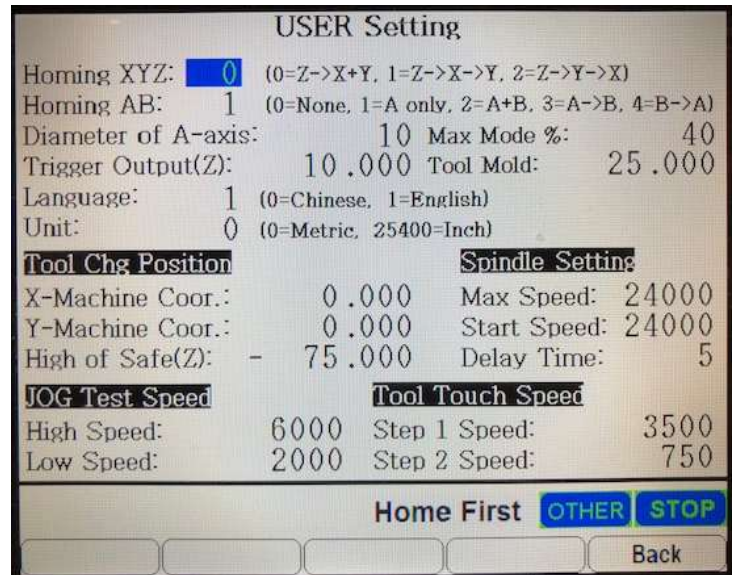 USER Setting
Homing XYZ: 0 (0=Z->X+Y, 1=Z->X->Y, 2=Z->Y->X)
Homing AB: 1 (0=None, 1=A only, 2=A+B, 3=A->B, 4=B->A)
Diameter of A-axis: 10 Max Mode %: 40
Trigger Output(Z): 10.000 Tool Mold: 25.000
Language: 1 (0=Chinese, 1=English)
Unit: 0 (0=Metric, 25400=Inch)
Tool Chg Position Spindle Setting
X-Machine Coor.: 0.000 Max Speed: 24000
Y-Machine Coor.: 0.000 Start Speed: 24000
High of Safe(Z): - 75.000 Delay Time: 5
JOG Test Speed Tool Touch Speed
High Speed: 6000 Step 1 Speed: 3500
Low Speed: 2000 Step 2 Speed: 750
Home First OTHER STOP
Back